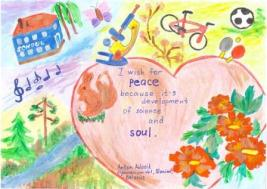 SCHOOL
I wish for
PEACE
because it's
development
of science
and
soul.